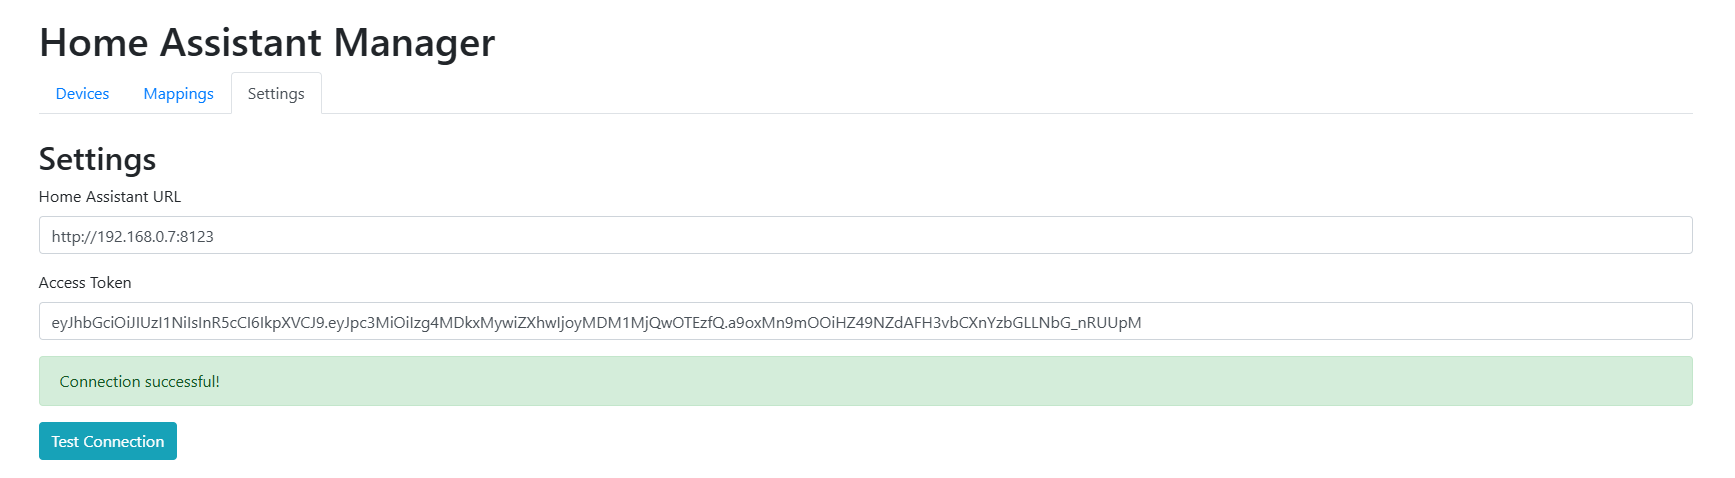 Home Assistant Manager
Devices Mappings Settings
Settings
Home Assistant URL
http://192.168.0.7:8123
Access Token
eyJhbGciOiJIUzI1NiIsInR5cCI6IkpXVCJ9.eyJpc3MiOiIzg4MDkxMywiZXhwIjoyMDM1MjQwOTEzfQ.a9oxMn9mOOiHZ49NZdAFH3vbCXnYzbGLLNbG_nRUUpM
Connection successful!
Test Connection